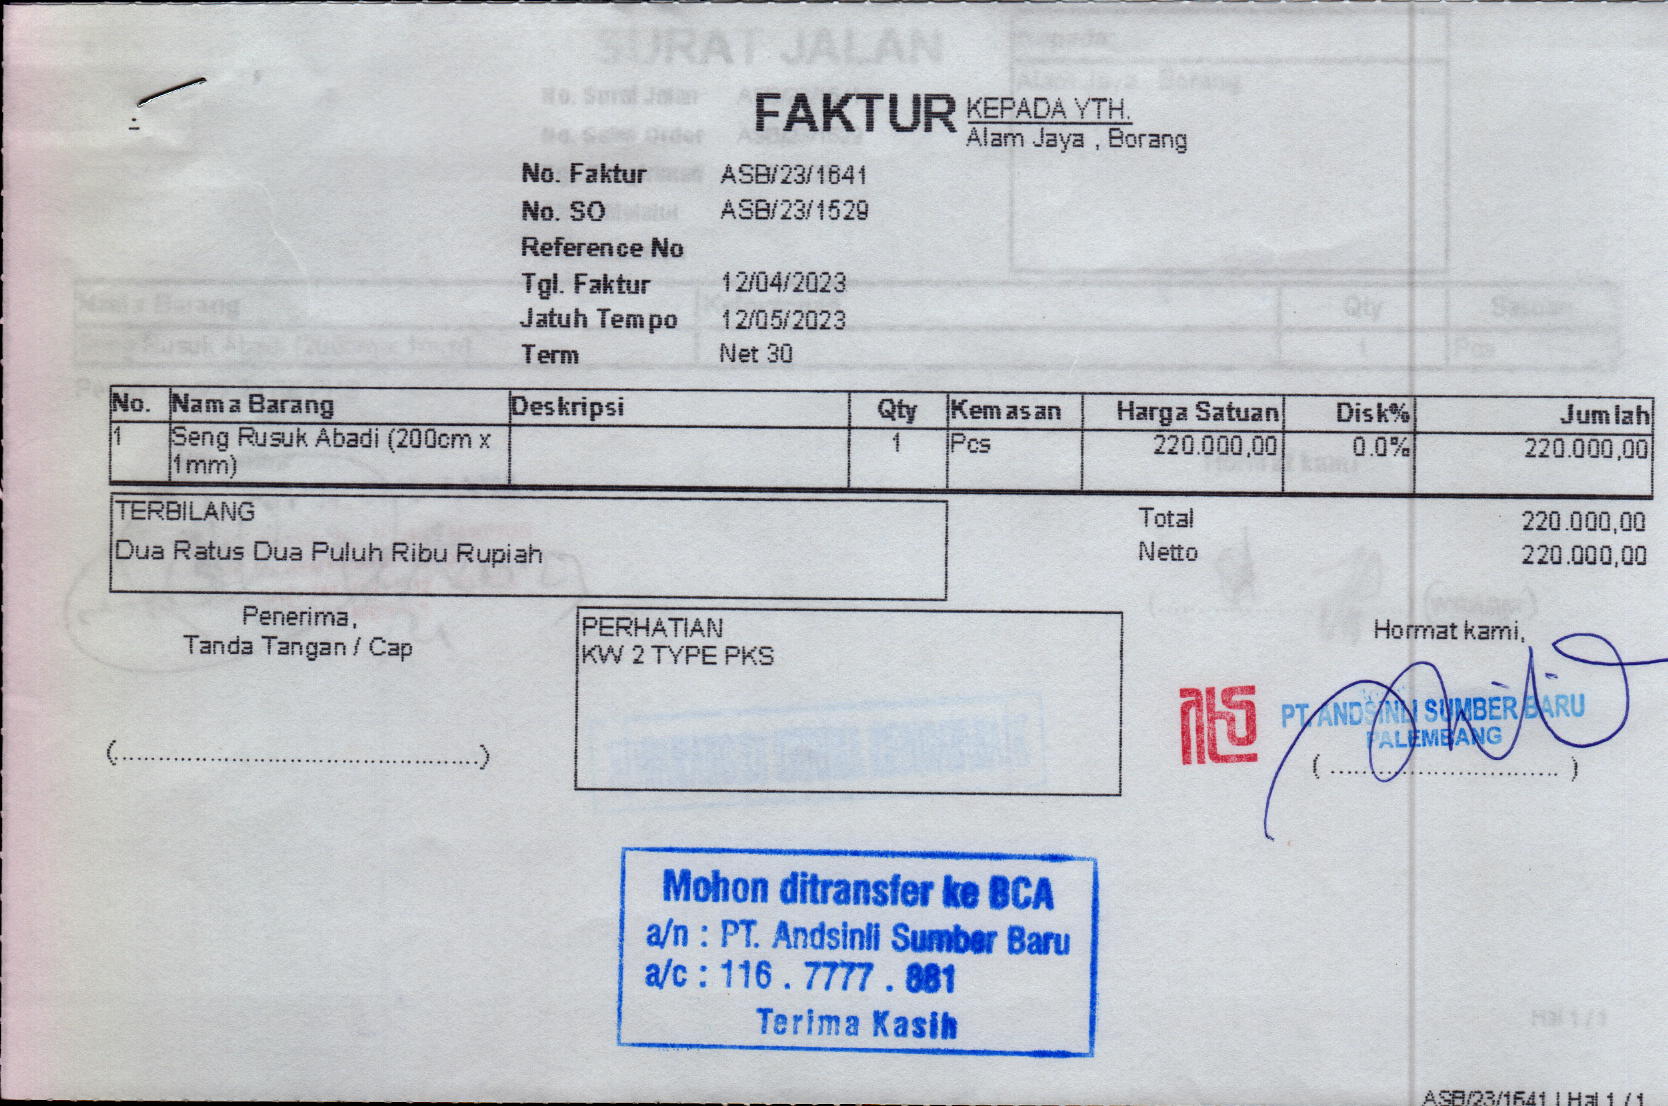 FAKTUR
KEPADA YTH.
Alam Jaya , Borang
No. Faktur ASB/23/1641
No. SO ASB/23/1529
Reference No
Tgl. Faktur 12/04/2023
Jatuh Tempo 12/05/2023
Term Net 30
No. Nama Barang Deskripsi Qty Kemasan Harga Satuan Disk% Jumlah
1 Seng Rusuk Abadi (200cm x 1 Pcs 220.000,00 0.0% 220.000,00
1mm)
TERBILANG
Dua Ratus Dua Puluh Ribu Rupiah
Total 220.000,00
Netto 220.000,00
Penerima,
Tanda Tangan / Cap
(............................................)
PERHATIAN
KW 2 TYPE PKS
Hormat kami,
PT. ANDSINLI SUMBER BARU
PALEMBANG
( ............................ )
Mohon ditransfer ke BCA
a/n : PT. Andsinli Sumber Baru
a/c : 116 . 7777 . 881
Terima Kasih
ASB/23/1641 | Hal 1 / 1